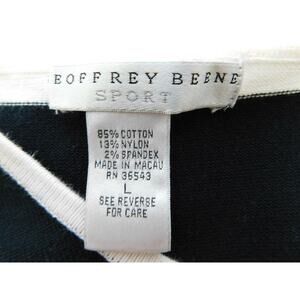 EOFFREY BEENE
SPORT
85% COTTON
13% NYLON
2% SPANDEX
MADE IN MACAU
RN 36543
L
SEE REVERSE
FOR CARE